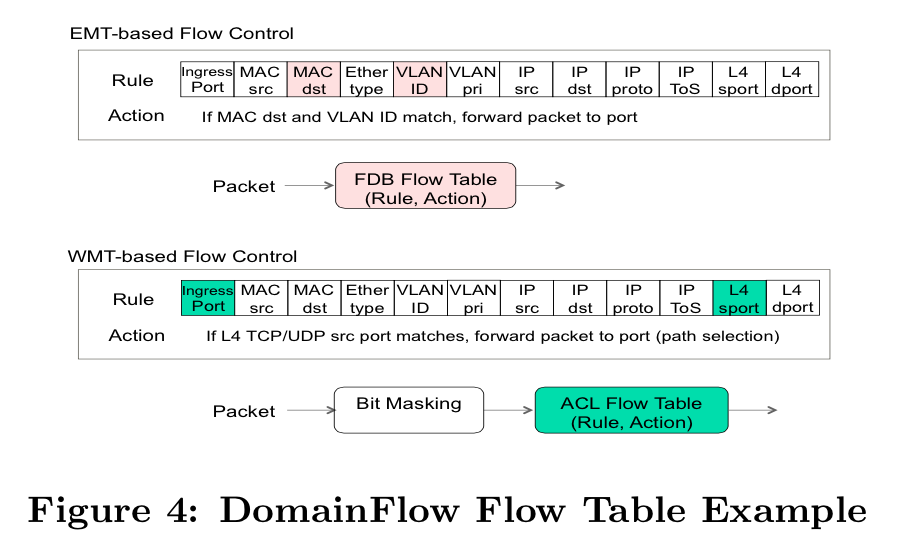 EMT-based Flow Control
Rule
Ingress Port
MAC src
MAC dst
Ether type
VLAN ID
VLAN pri
IP src
IP dst
IP proto
IP ToS
L4 sport
L4 dport
Action
If MAC dst and VLAN ID match, forward packet to port
Packet
FDB Flow Table
(Rule, Action)
WMT-based Flow Control
Rule
Ingress Port
MAC src
MAC dst
Ether type
VLAN ID
VLAN pri
IP src
IP dst
IP proto
IP ToS
L4 sport
L4 dport
Action
If L4 TCP/UDP src port matches, forward packet to port (path selection)
Packet
Bit Masking
ACL Flow Table
(Rule, Action)
Figure 4: DomainFlow Flow Table Example